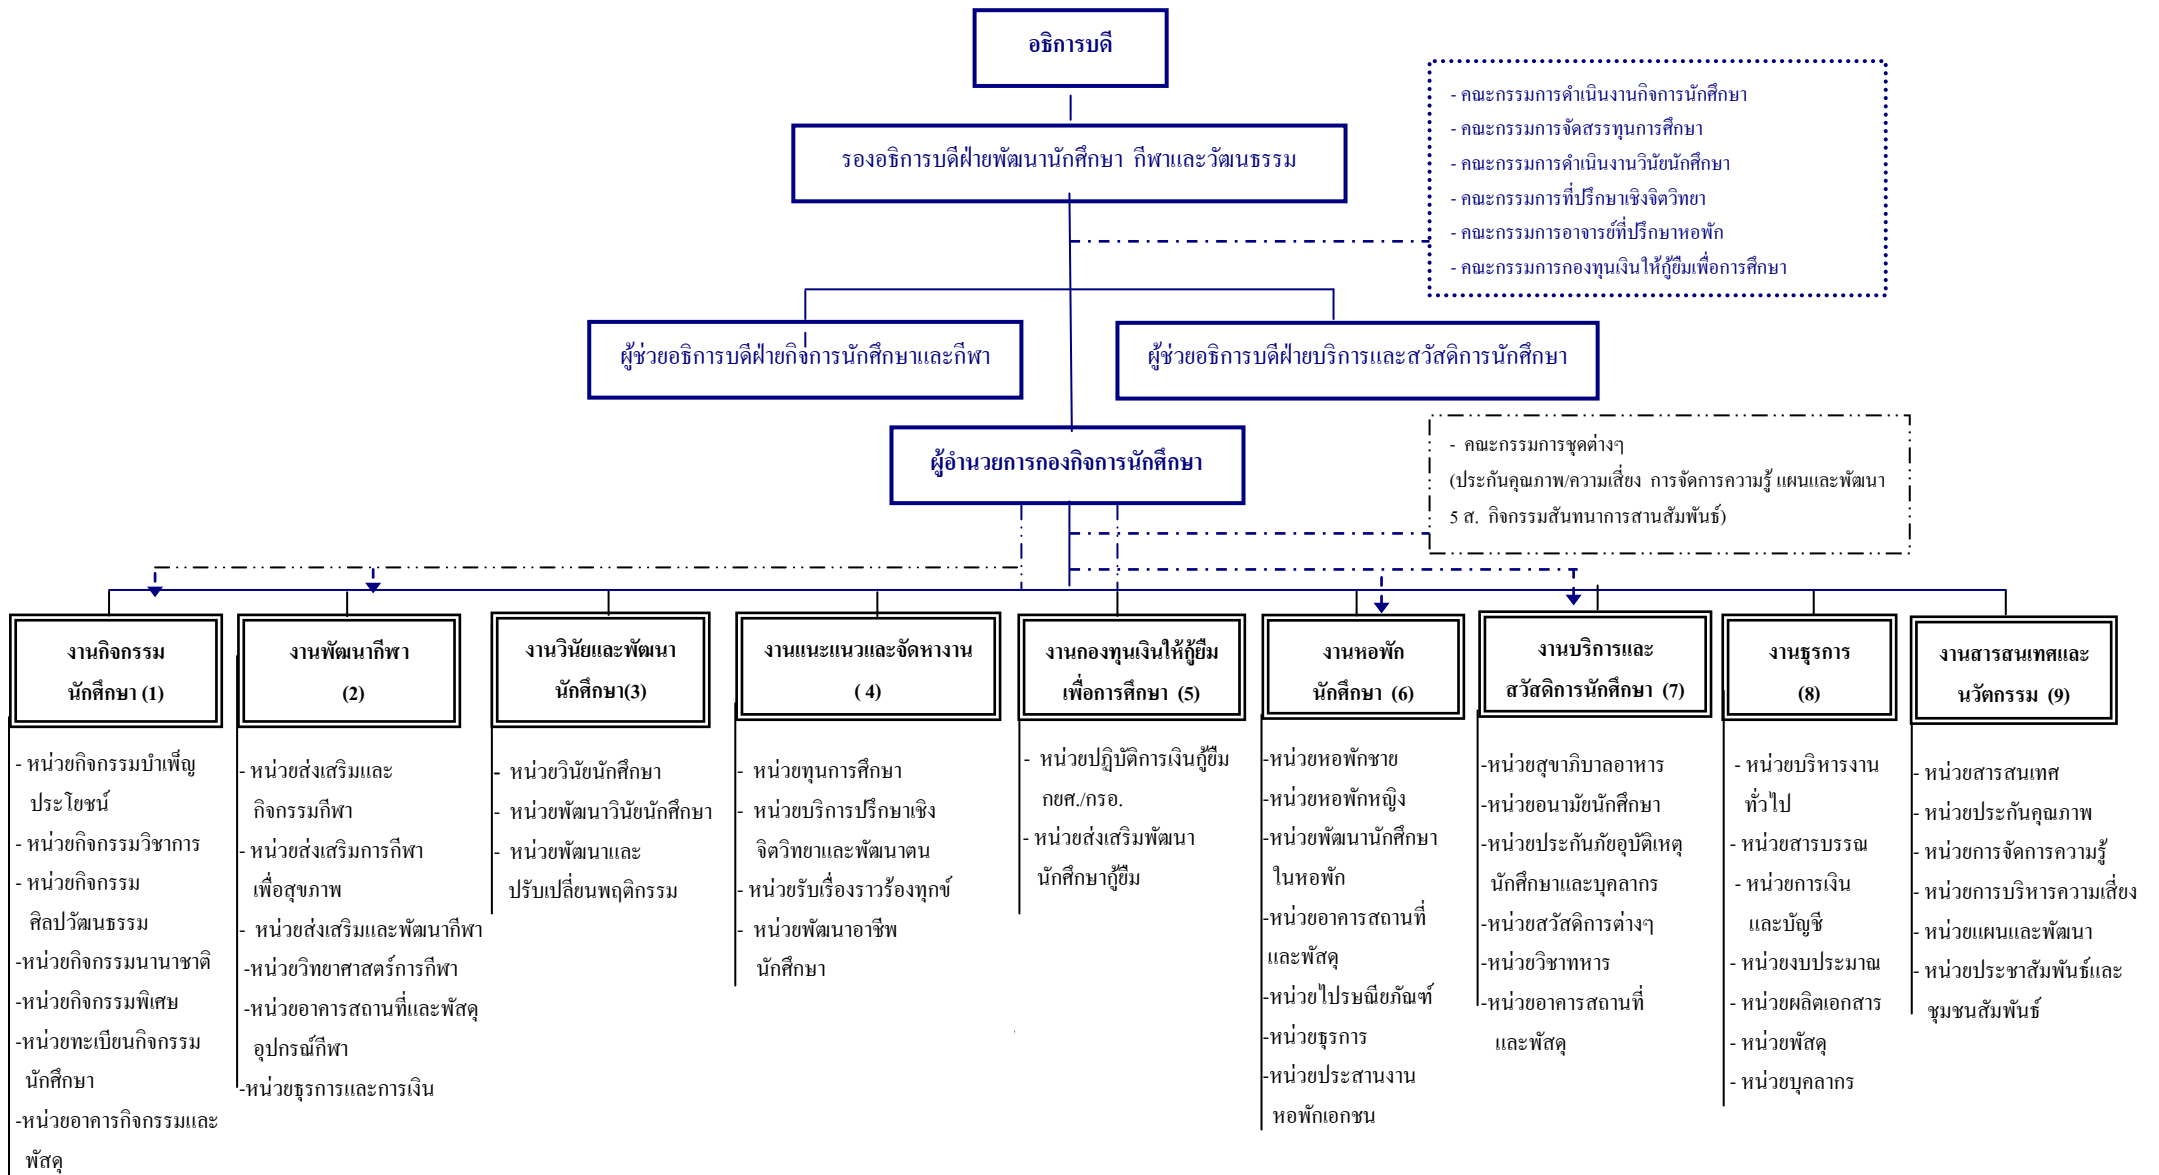 อธิการบดี
- คณะกรรมการดำเนินงานกิจการนักศึกษา
- คณะกรรมการจัดสรรทุนการศึกษา
- คณะกรรมการดำเนินงานวินัยนักศึกษา
- คณะกรรมการที่ปรึกษาเชิงจิตวิทยา
- คณะกรรมการอาจารย์ที่ปรึกษาหอพัก
- คณะกรรมการกองทุนเงินให้กู้ยืมเพื่อการศึกษา
รองอธิการบดีฝ่ายพัฒนานักศึกษา กีฬาและวัฒนธรรม
ผู้ช่วยอธิการบดีฝ่ายกิจการนักศึกษาและกีฬา
ผู้ช่วยอธิการบดีฝ่ายบริการและสวัสดิการนักศึกษา
ผู้อำนวยการกองกิจการนักศึกษา
- คณะกรรมการชุดต่างๆ
(ประกันคุณภาพ/ความเสี่ยง การจัดการความรู้ แผนและพัฒนา
5 ส. กิจกรรมสันทนาการสานสัมพันธ์)
งานกิจกรรม
นักศึกษา (1)
- หน่วยกิจกรรมบำเพ็ญ
ประโยชน์
- หน่วยกิจกรรมวิชาการ
- หน่วยกิจกรรม
ศิลปวัฒนธรรม
-หน่วยกิจกรรมนานาชาติ
-หน่วยกิจกรรมพิเศษ
-หน่วยทะเบียนกิจกรรม
นักศึกษา
-หน่วยอาคารกิจกรรมและ
พัสดุ
งานพัฒนากีฬา
(2)
- หน่วยส่งเสริมและ
กิจกรรมกีฬา
- หน่วยส่งเสริมการกีฬา
เพื่อสุขภาพ
- หน่วยส่งเสริมและพัฒนากีฬา
-หน่วยวิทยาศาสตร์การกีฬา
-หน่วยอาคารสถานที่และพัสดุ
อุปกรณ์กีฬา
-หน่วยธุรการและการเงิน
งานวินัยและพัฒนา
นักศึกษา(3)
- หน่วยวินัยนักศึกษา
- หน่วยพัฒนาวินัยนักศึกษา
- หน่วยพัฒนาและ
ปรับเปลี่ยนพฤติกรรม
งานแนะแนวและจัดหางาน
( 4)
- หน่วยทุนการศึกษา
- หน่วยบริการปรึกษาเชิง
จิตวิทยาและพัฒนาตน
- หน่วยรับเรื่องราวร้องทุกข์
- หน่วยพัฒนาอาชีพ
นักศึกษา
งานกองทุนเงินให้กู้ยืม
เพื่อการศึกษา (5)
- หน่วยปฏิบัติการเงินกู้ยืม
กยศ./กรอ.
- หน่วยส่งเสริมพัฒนา
นักศึกษากู้ยืม
งานหอพัก
นักศึกษา (6)
-หน่วยหอพักชาย
-หน่วยหอพักหญิง
-หน่วยพัฒนานักศึกษา
ในหอพัก
-หน่วยอาคารสถานที่
และพัสดุ
-หน่วยไปรษณียภัณฑ์
-หน่วยธุรการ
-หน่วยประสานงาน
หอพักเอกชน
งานบริการและ
สวัสดิการนักศึกษา (7)
-หน่วยสุขาภิบาลอาหาร
-หน่วยอนามัยนักศึกษา
-หน่วยประกันภัยอุบัติเหตุ
นักศึกษาและบุคลากร
-หน่วยสวัสดิการต่างๆ
-หน่วยวิชาทหาร
-หน่วยอาคารสถานที่
และพัสดุ
งานธุรการ
(8)
- หน่วยบริหารงาน
ทั่วไป
- หน่วยสารบรรณ
- หน่วยการเงิน
และบัญชี
- หน่วยงบประมาณ
- หน่วยผลิตเอกสาร
- หน่วยพัสดุ
- หน่วยบุคลากร
งานสารสนเทศและ
นวัตกรรม (9)
- หน่วยสารสนเทศ
- หน่วยประกันคุณภาพ
- หน่วยการจัดการความรู้
- หน่วยการบริหารความเสี่ยง
- หน่วยแผนและพัฒนา
- หน่วยประชาสัมพันธ์และ
ชุมชนสัมพันธ์